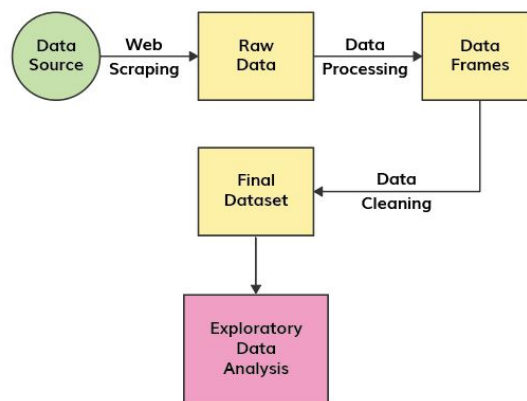 Data
Source
Web
Scraping
Raw
Data
Data
Processing
Data
Frames
Final
Dataset
Data
Cleaning
Exploratory
Data
Analysis